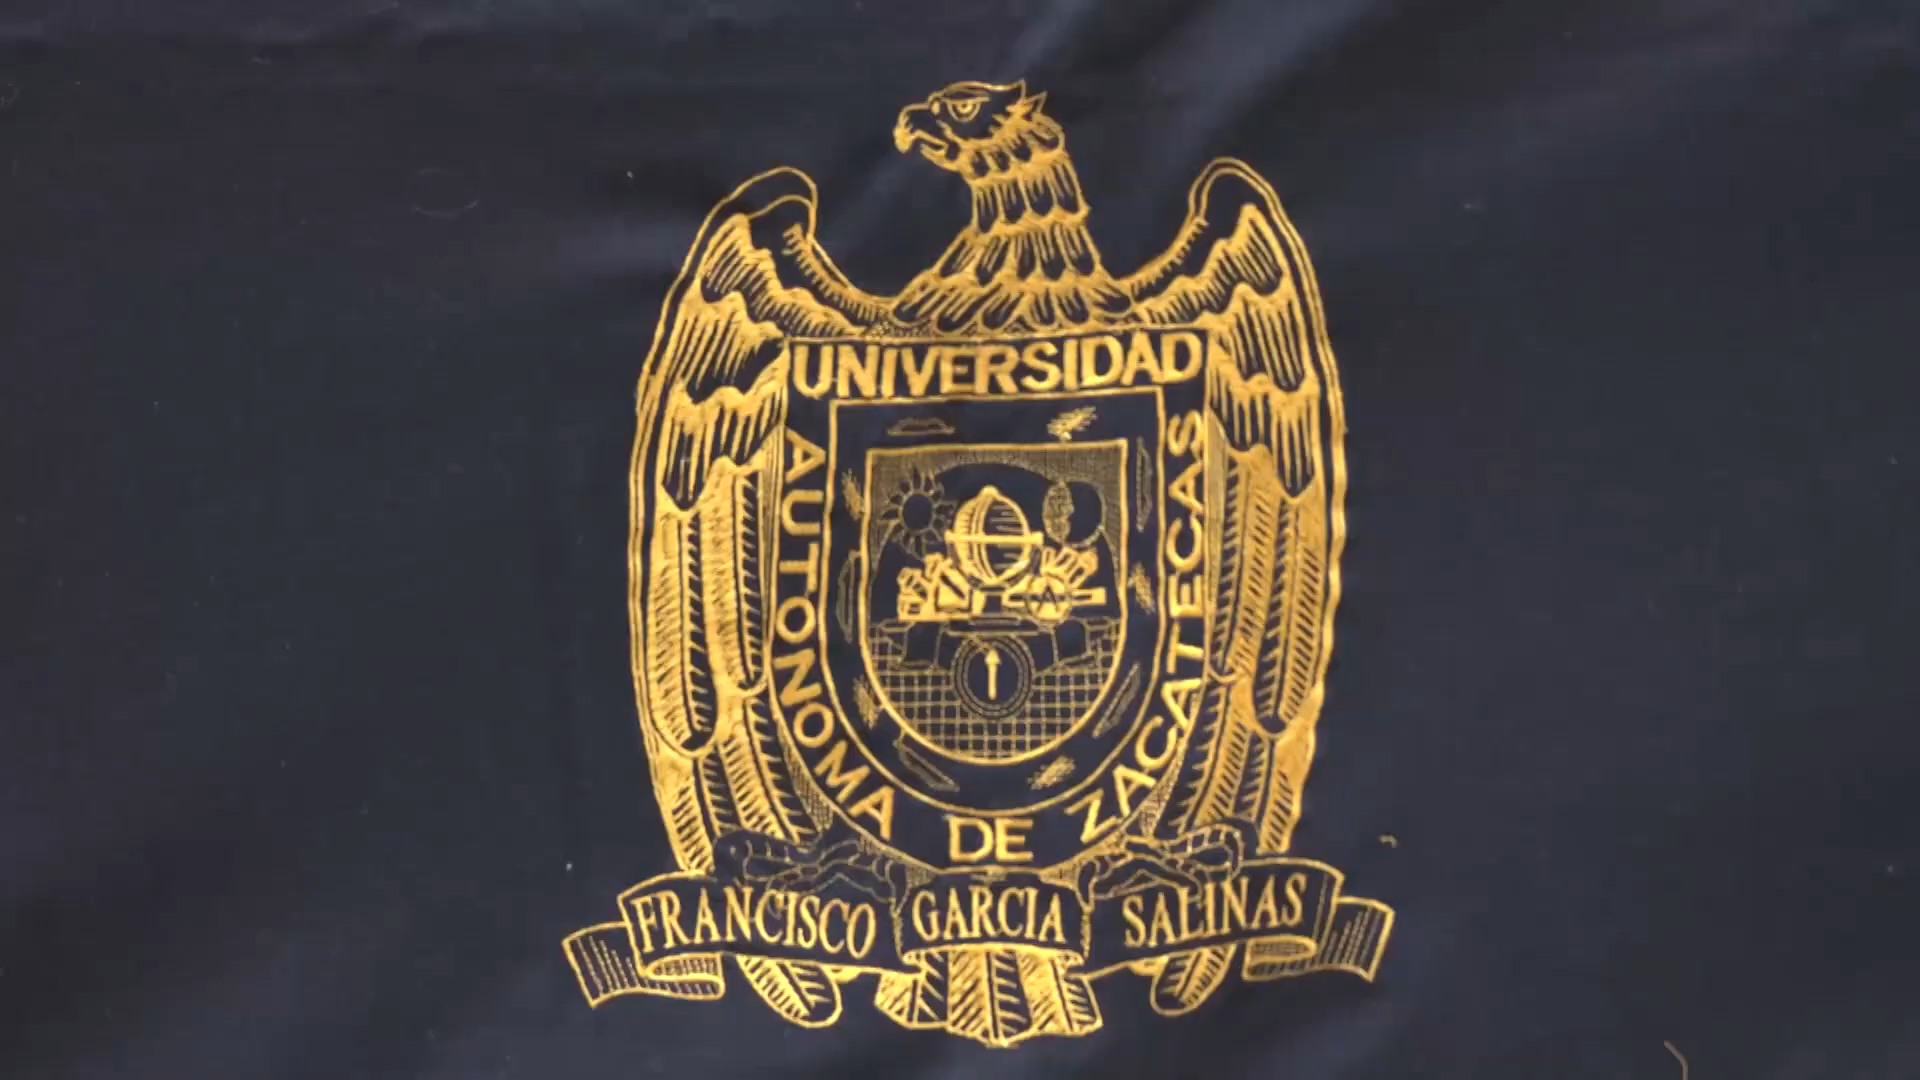 UNIVERSIDAD
AUTONOMA
DE
ZACATECAS
FRANCISCO GARCIA SALINAS